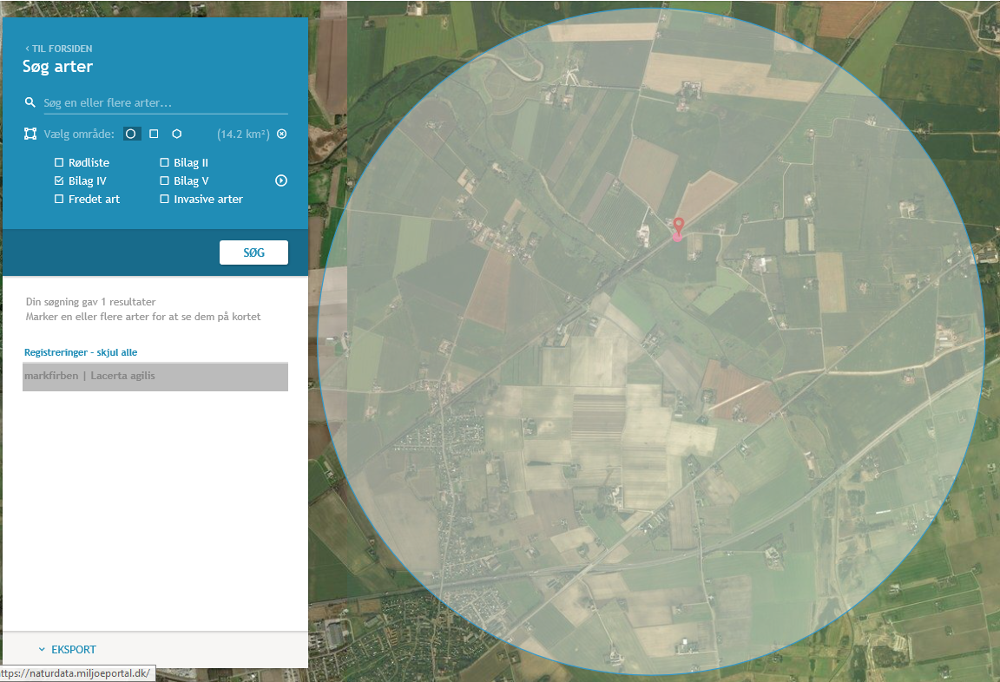 ‹ TIL FORSIDEN
Søg arter
Søg en eller flere arter...
Vælg område: (14.2 km²)
Rødliste Bilag II
Bilag IV Bilag V
Fredet art Invasive arter
SØG
Din søgning gav 1 resultater
Marker en eller flere arter for at se dem på kortet
Registreringer - skjul alle
markfirben | Lacerta agilis
EKSPORT
ttps://naturdata.miljoeportal.dk/